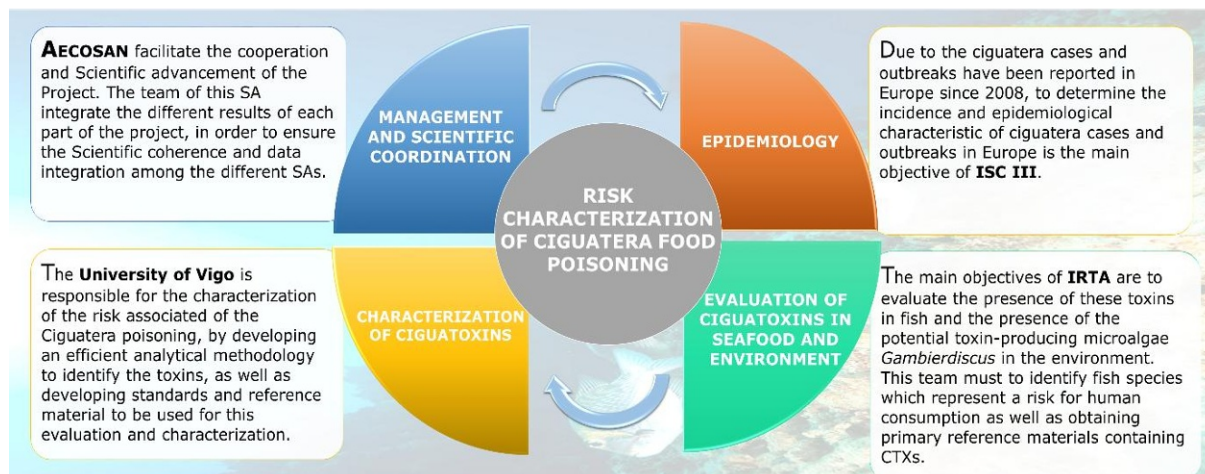 AECOSAN facilitate the cooperation
and Scientific advancement of the
Project. The team of this SA
integrate the different results of each
part of the project, in order to ensure
the Scientific coherence and data
integration among the different SAs.
MANAGEMENT
AND SCIENTIFIC
COORDINATION
EPIDEMIOLOGY
Due to the ciguatera cases and
outbreaks have been reported in
Europe since 2008, to determine the
incidence and epidemiological
characteristic of ciguatera cases and
outbreaks in Europe is the main
objective of ISC III.
RISK
CHARACTERIZATION
OF CIGUATERA FOOD
POISONING
The University of Vigo is
responsible for the characterization
of the risk associated of the
Ciguatera poisoning, by developing
an efficient analytical methodology
to identify the toxins, as well as
developing standards and reference
material to be used for this
evaluation and characterization.
CHARACTERIZATION
OF CIGUATOXINS
EVALUATION OF
CIGUATOXINS IN
SEAFOOD AND
ENVIRONMENT
The main objectives of IRTA are to
evaluate the presence of these toxins
in fish and the presence of the
potential toxin-producing microalgae
Gambierdiscus in the environment.
This team must to identify fish species
which represent a risk for human
consumption as well as obtaining
primary reference materials containing
CTXs.